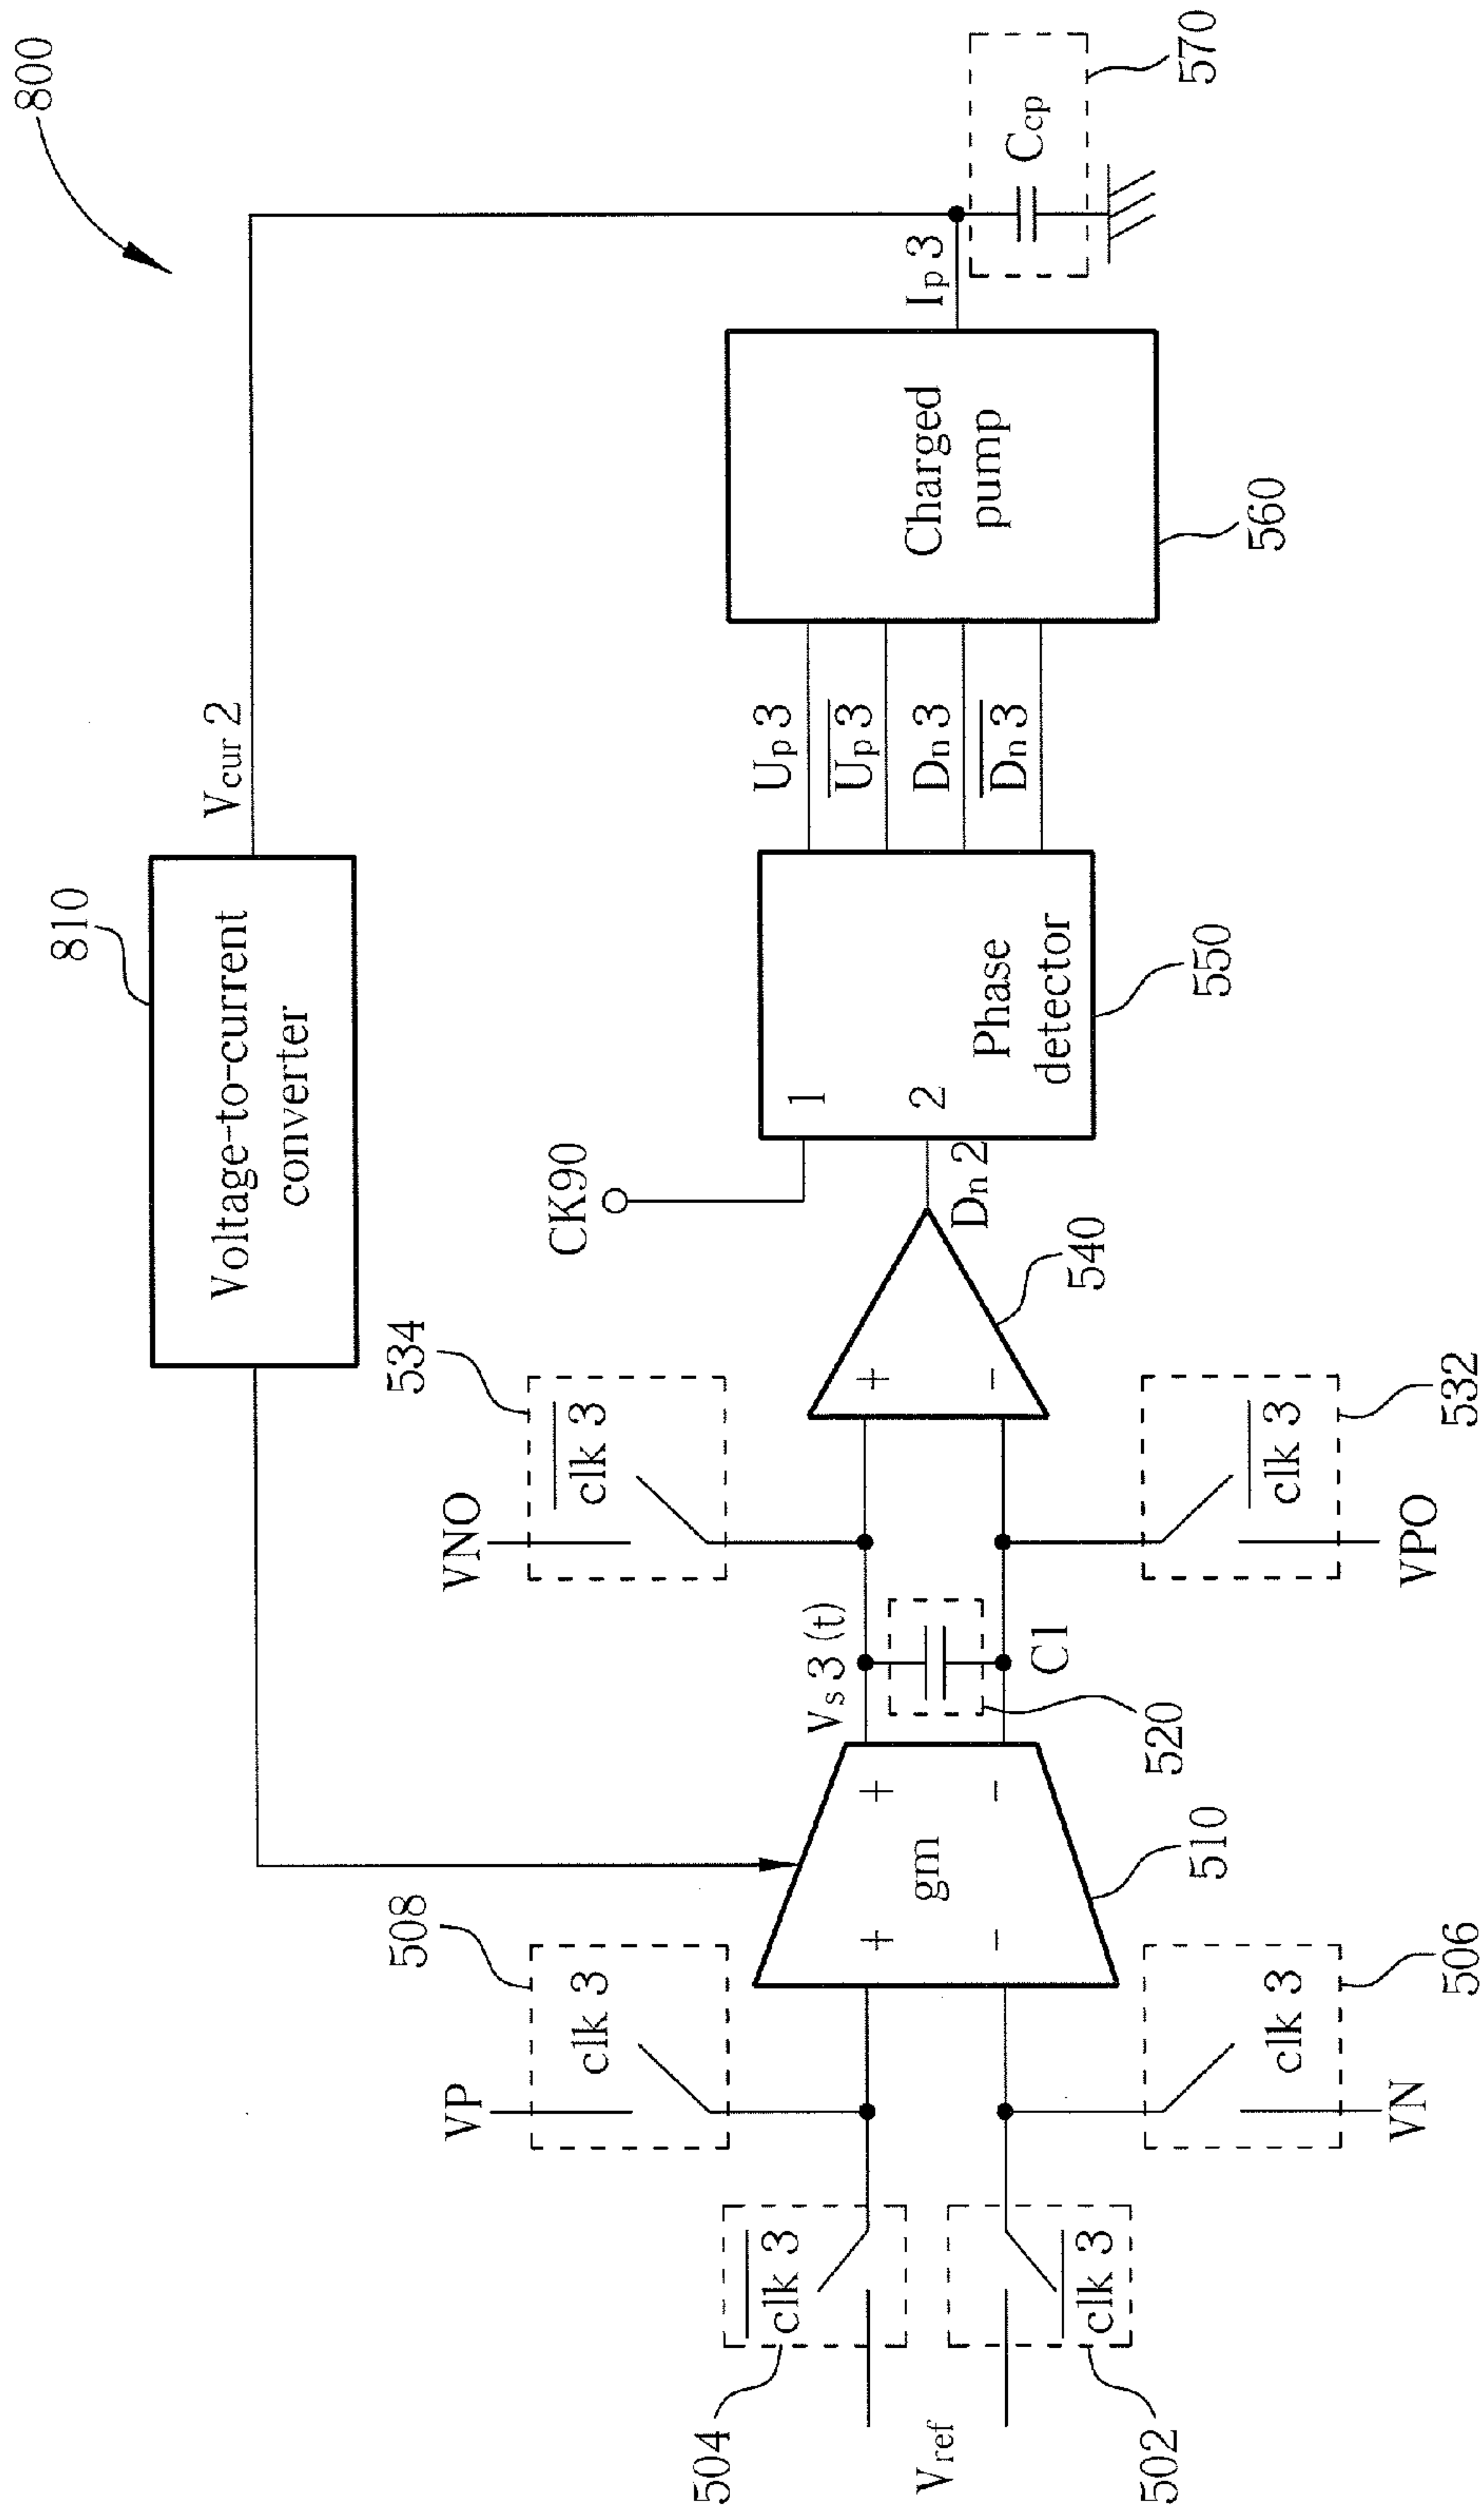 800
810
Voltage-to-current
converter
Vcur 2
508
VP
clk 3
534
VNO
clk 3
CK90
504
clk 3
Vref
502
clk 3
+
-
gm
+
-
510
Vs 3 (t)
520
C1
+
-
540
Dn 2
1
2
Phase
detector
550
Up 3
Up 3
Dn 3
Dn 3
Charged
pump
560
Ip 3
Ccp
570
506
VN
clk 3
532
VPO
clk 3